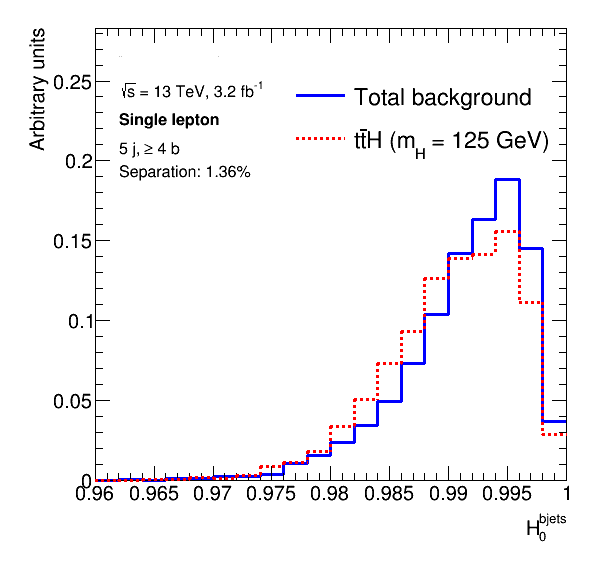 Arbitrary units
√s = 13 TeV, 3.2 fb⁻¹
Single lepton
5 j, ≥ 4 b
Separation: 1.36%
Total background
tt̄H (m_H = 125 GeV)
0.25
0.2
0.15
0.1
0.05
0
0.96 0.965 0.97 0.975 0.98 0.985 0.99 0.995 1
H₀^bjets